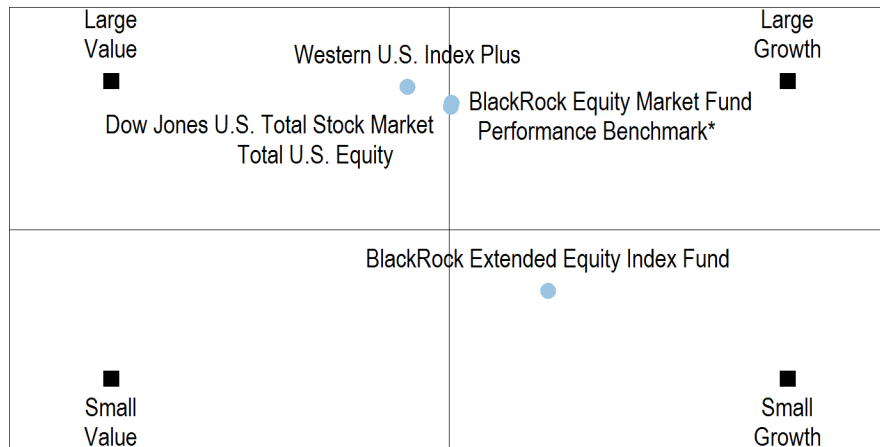 Large
Value
Large
Growth
Western U.S. Index Plus
BlackRock Equity Market Fund
Performance Benchmark*
Dow Jones U.S. Total Stock Market
Total U.S. Equity
BlackRock Extended Equity Index Fund
Small
Value
Small
Growth